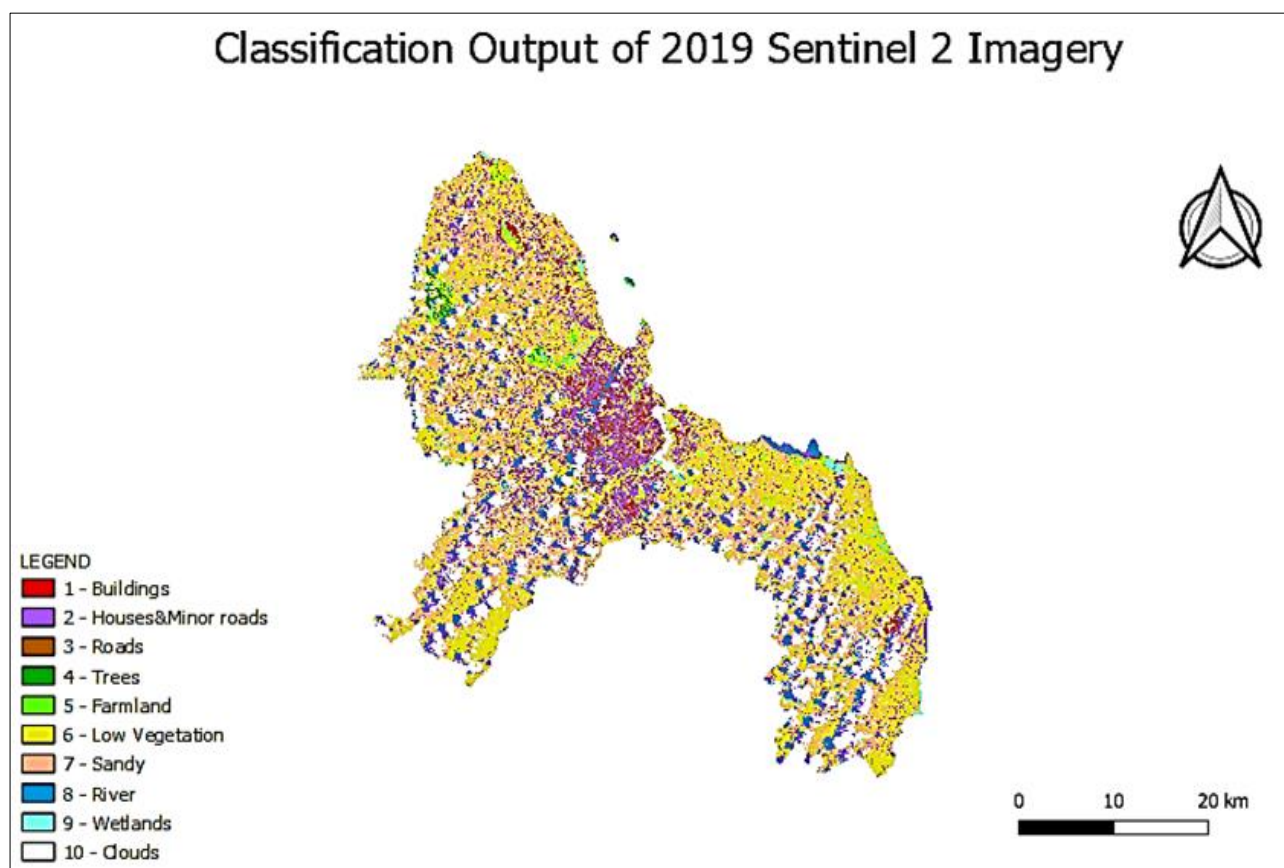 Classification Output of 2019 Sentinel 2 Imagery
LEGEND
1 - Buildings
2 - Houses&Minor roads
3 - Roads
4 - Trees
5 - Farmland
6 - Low Vegetation
7 - Sandy
8 - River
9 - Wetlands
10 - Clouds
0 10 20 km